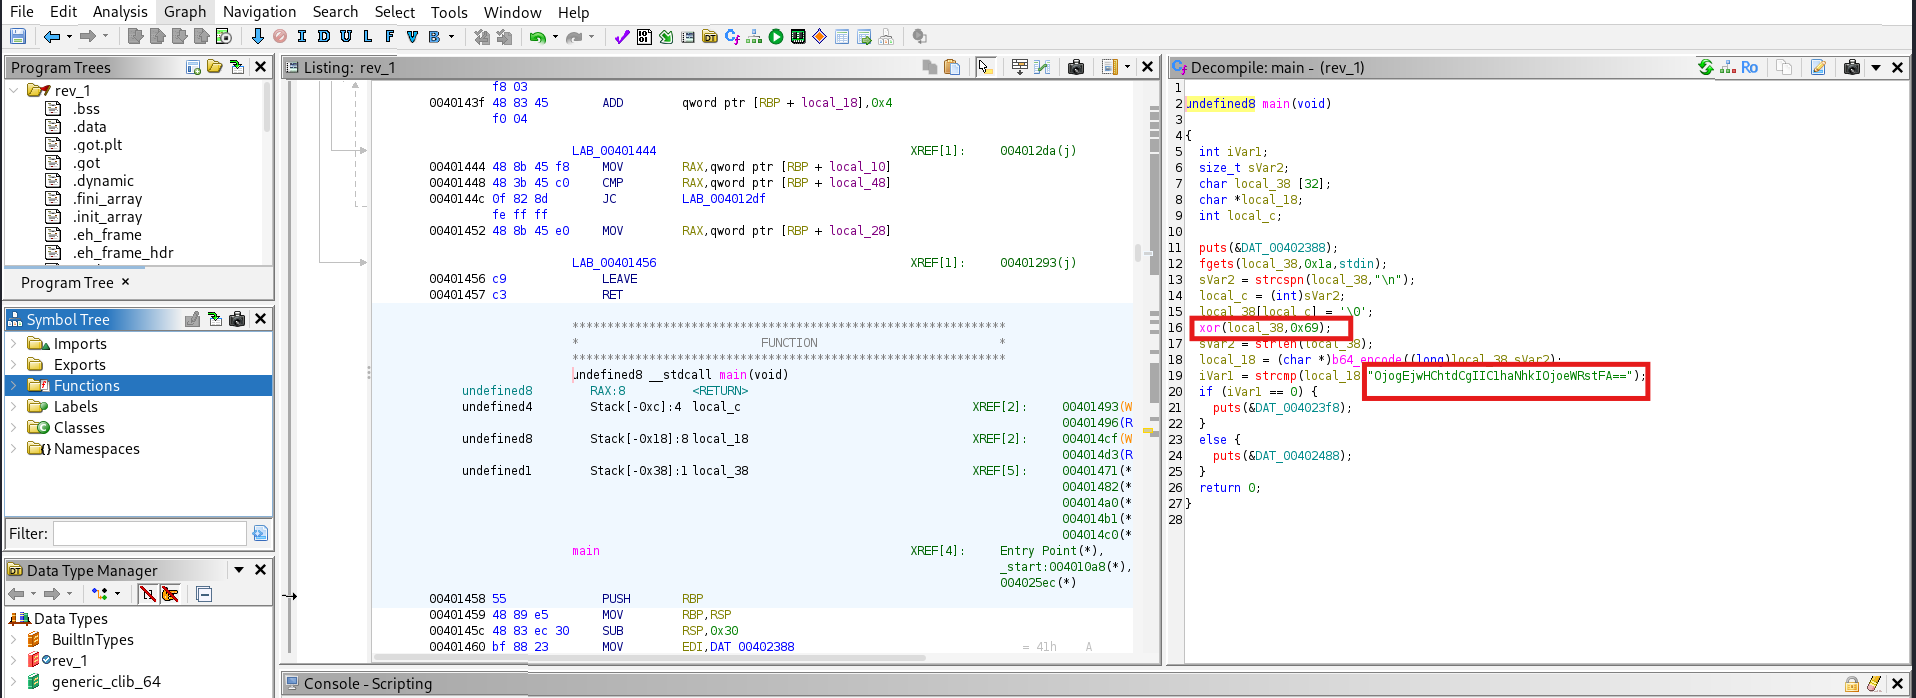 File Edit Analysis Graph Navigation Search Select Tools Window Help
I D U L F V B
Program Trees
rev_1
.bss
.data
.got.plt
.got
.dynamic
.fini_array
.init_array
.eh_frame
.eh_frame_hdr
Program Tree ×
Symbol Tree
Imports
Exports
Functions
Labels
Classes
Namespaces
Filter:
Data Type Manager
Data Types
BuiltInTypes
rev_1
generic_clib_64
Listing: rev_1
f8 03
0040143f 48 83 45 ADD qword ptr [RBP + local_18],0x4
f0 04
LAB_00401444 XREF[1]: 004012da(j)
00401444 48 8b 45 f8 MOV RAX,qword ptr [RBP + local_10]
00401448 48 3b 45 c0 CMP RAX,qword ptr [RBP + local_48]
0040144c 0f 82 8d JC LAB_004012df
fe ff ff
00401452 48 8b 45 e0 MOV RAX,qword ptr [RBP + local_28]
LAB_00401456 XREF[1]: 00401293(j)
00401456 c9 LEAVE
00401457 c3 RET
**************************************************************
* FUNCTION *
**************************************************************
undefined8 __stdcall main(void)
undefined8 RAX:8 <RETURN>
undefined4 Stack[-0xc]:4 local_c XREF[2]: 00401493(W
00401496(R
undefined8 Stack[-0x18]:8 local_18 XREF[2]: 004014cf(W
004014d3(R
undefined1 Stack[-0x38]:1 local_38 XREF[5]: 00401471(*
00401482(*
004014a0(*
004014b1(*
004014c0(*
main XREF[4]: Entry Point(*),
_start:004010a8(*),
004025ec(*)
00401458 55 PUSH RBP
00401459 48 89 e5 MOV RBP,RSP
0040145c 48 83 ec 30 SUB RSP,0x30
00401460 bf 88 23 MOV EDI,DAT_00402388 = 41h A
Decompile: main - (rev_1)
Ro
1
2 undefined8 main(void)
3
4 {
5 int iVar1;
6 size_t sVar2;
7 char local_38 [32];
8 char *local_18;
9 int local_c;
10
11 puts(&DAT_00402388);
12 fgets(local_38,0x1a,stdin);
13 sVar2 = strcspn(local_38,"\n");
14 local_c = (int)sVar2;
15 local_38[local_c] = '\0';
16 xor(local_38,0x69);
17 sVar2 = strlen(local_38);
18 local_18 = (char *)b64_encode((long)local_38,sVar2);
19 iVar1 = strcmp(local_18,"OjogEjwHChtdCgIIClhaNhkIOjoeWRstFA==");
20 if (iVar1 == 0) {
21 puts(&DAT_004023f8);
22 }
23 else {
24 puts(&DAT_00402488);
25 }
26 return 0;
27 }
28
Console - Scripting